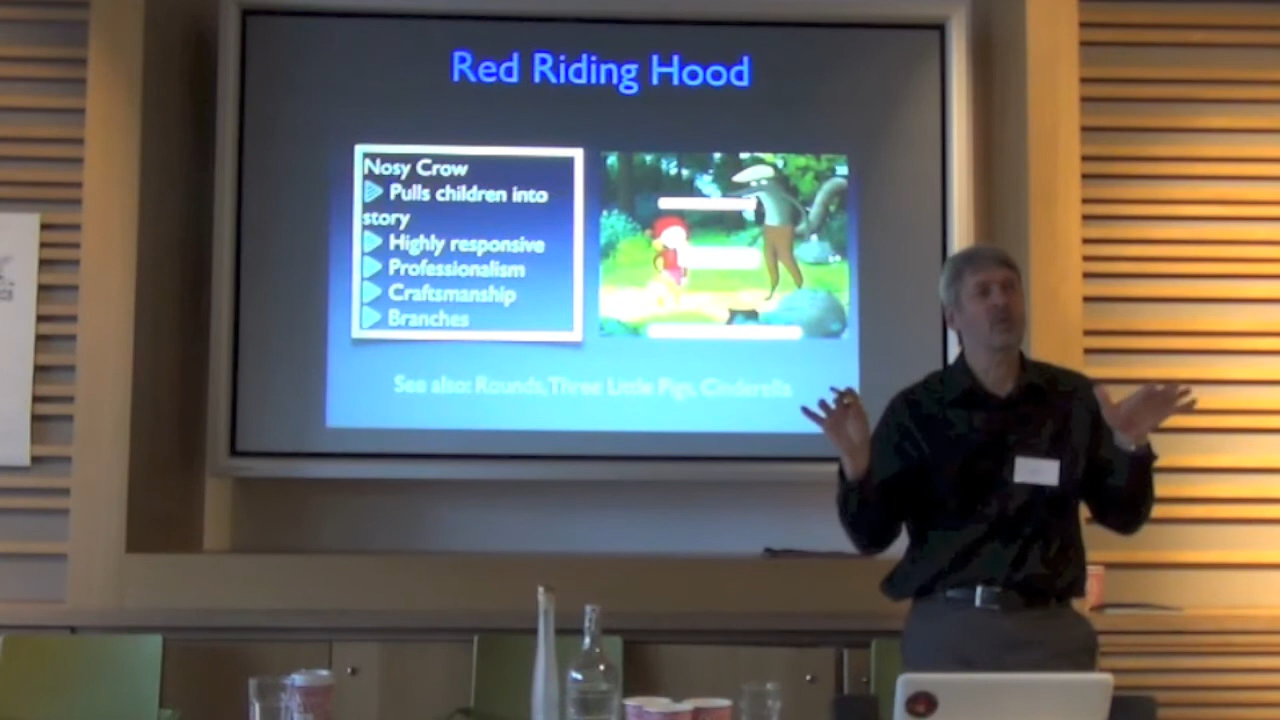 Red Riding Hood
Nosy Crow
Pulls children into
story
Highly responsive
Professionalism
Craftsmanship
Branches
See also: Rounds, Three Little Pigs, Cinderella